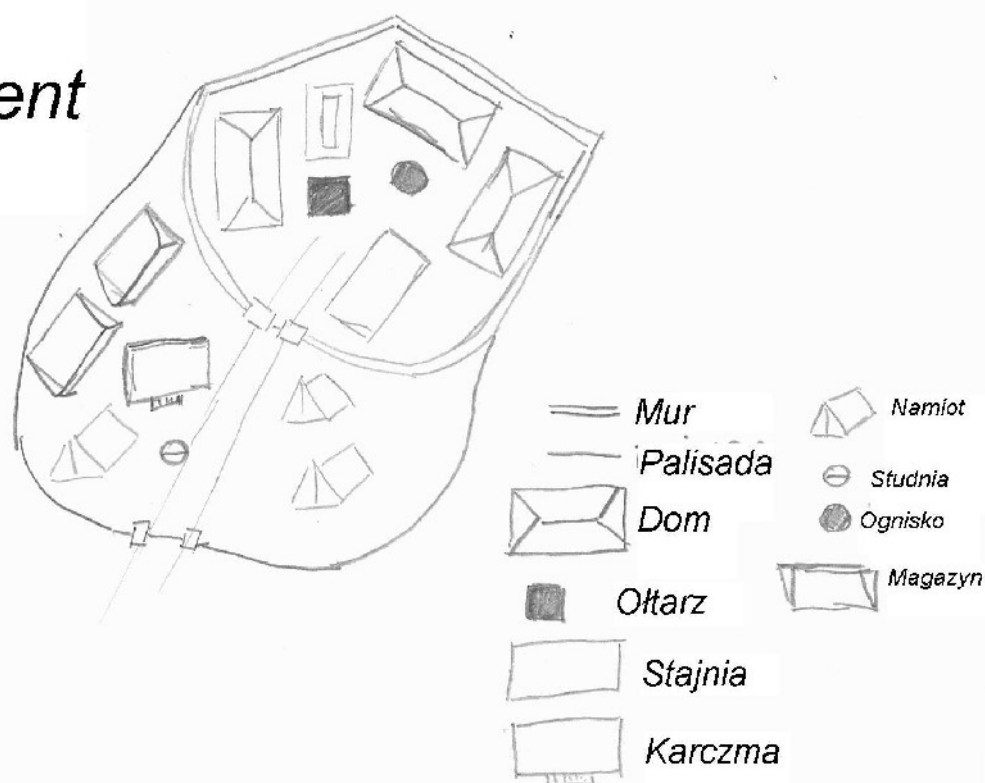 ent
Mur
Palisada
Dom
Ołtarz
Stajnia
Karczma
Namiot
Studnia
Ognisko
Magazyn